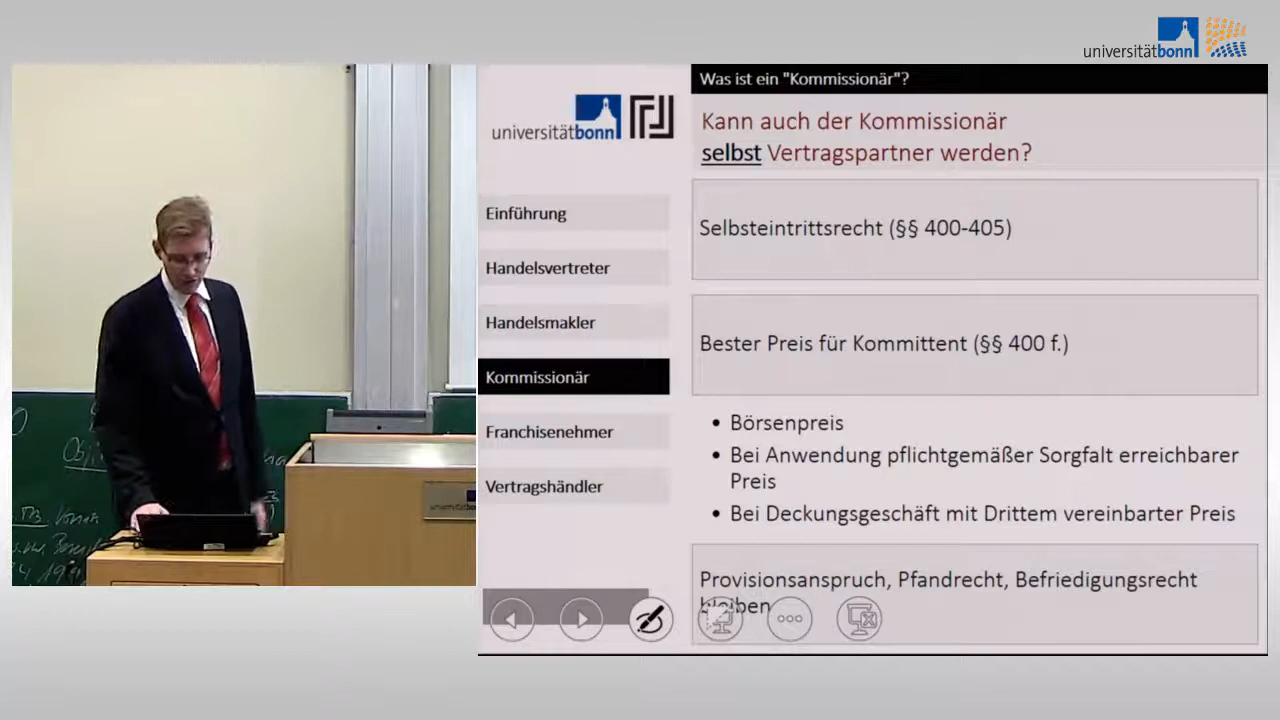 universitätbonn
Was ist ein "Kommissionär"?
universitätbonn
Kann auch der Kommissionär
selbst Vertragspartner werden?
Einführung
Handelsvertreter
Handelsmakler
Kommissionär
Franchisenehmer
Vertragshändler
Selbsteintrittsrecht (§§ 400-405)
Bester Preis für Kommittent (§§ 400 f.)
• Börsenpreis
• Bei Anwendung pflichtgemäßer Sorgfalt erreichbarer
Preis
• Bei Deckungsgeschäft mit Drittem vereinbarter Preis
Provisionsanspruch, Pfandrecht, Befriedigungsrecht
bleiben